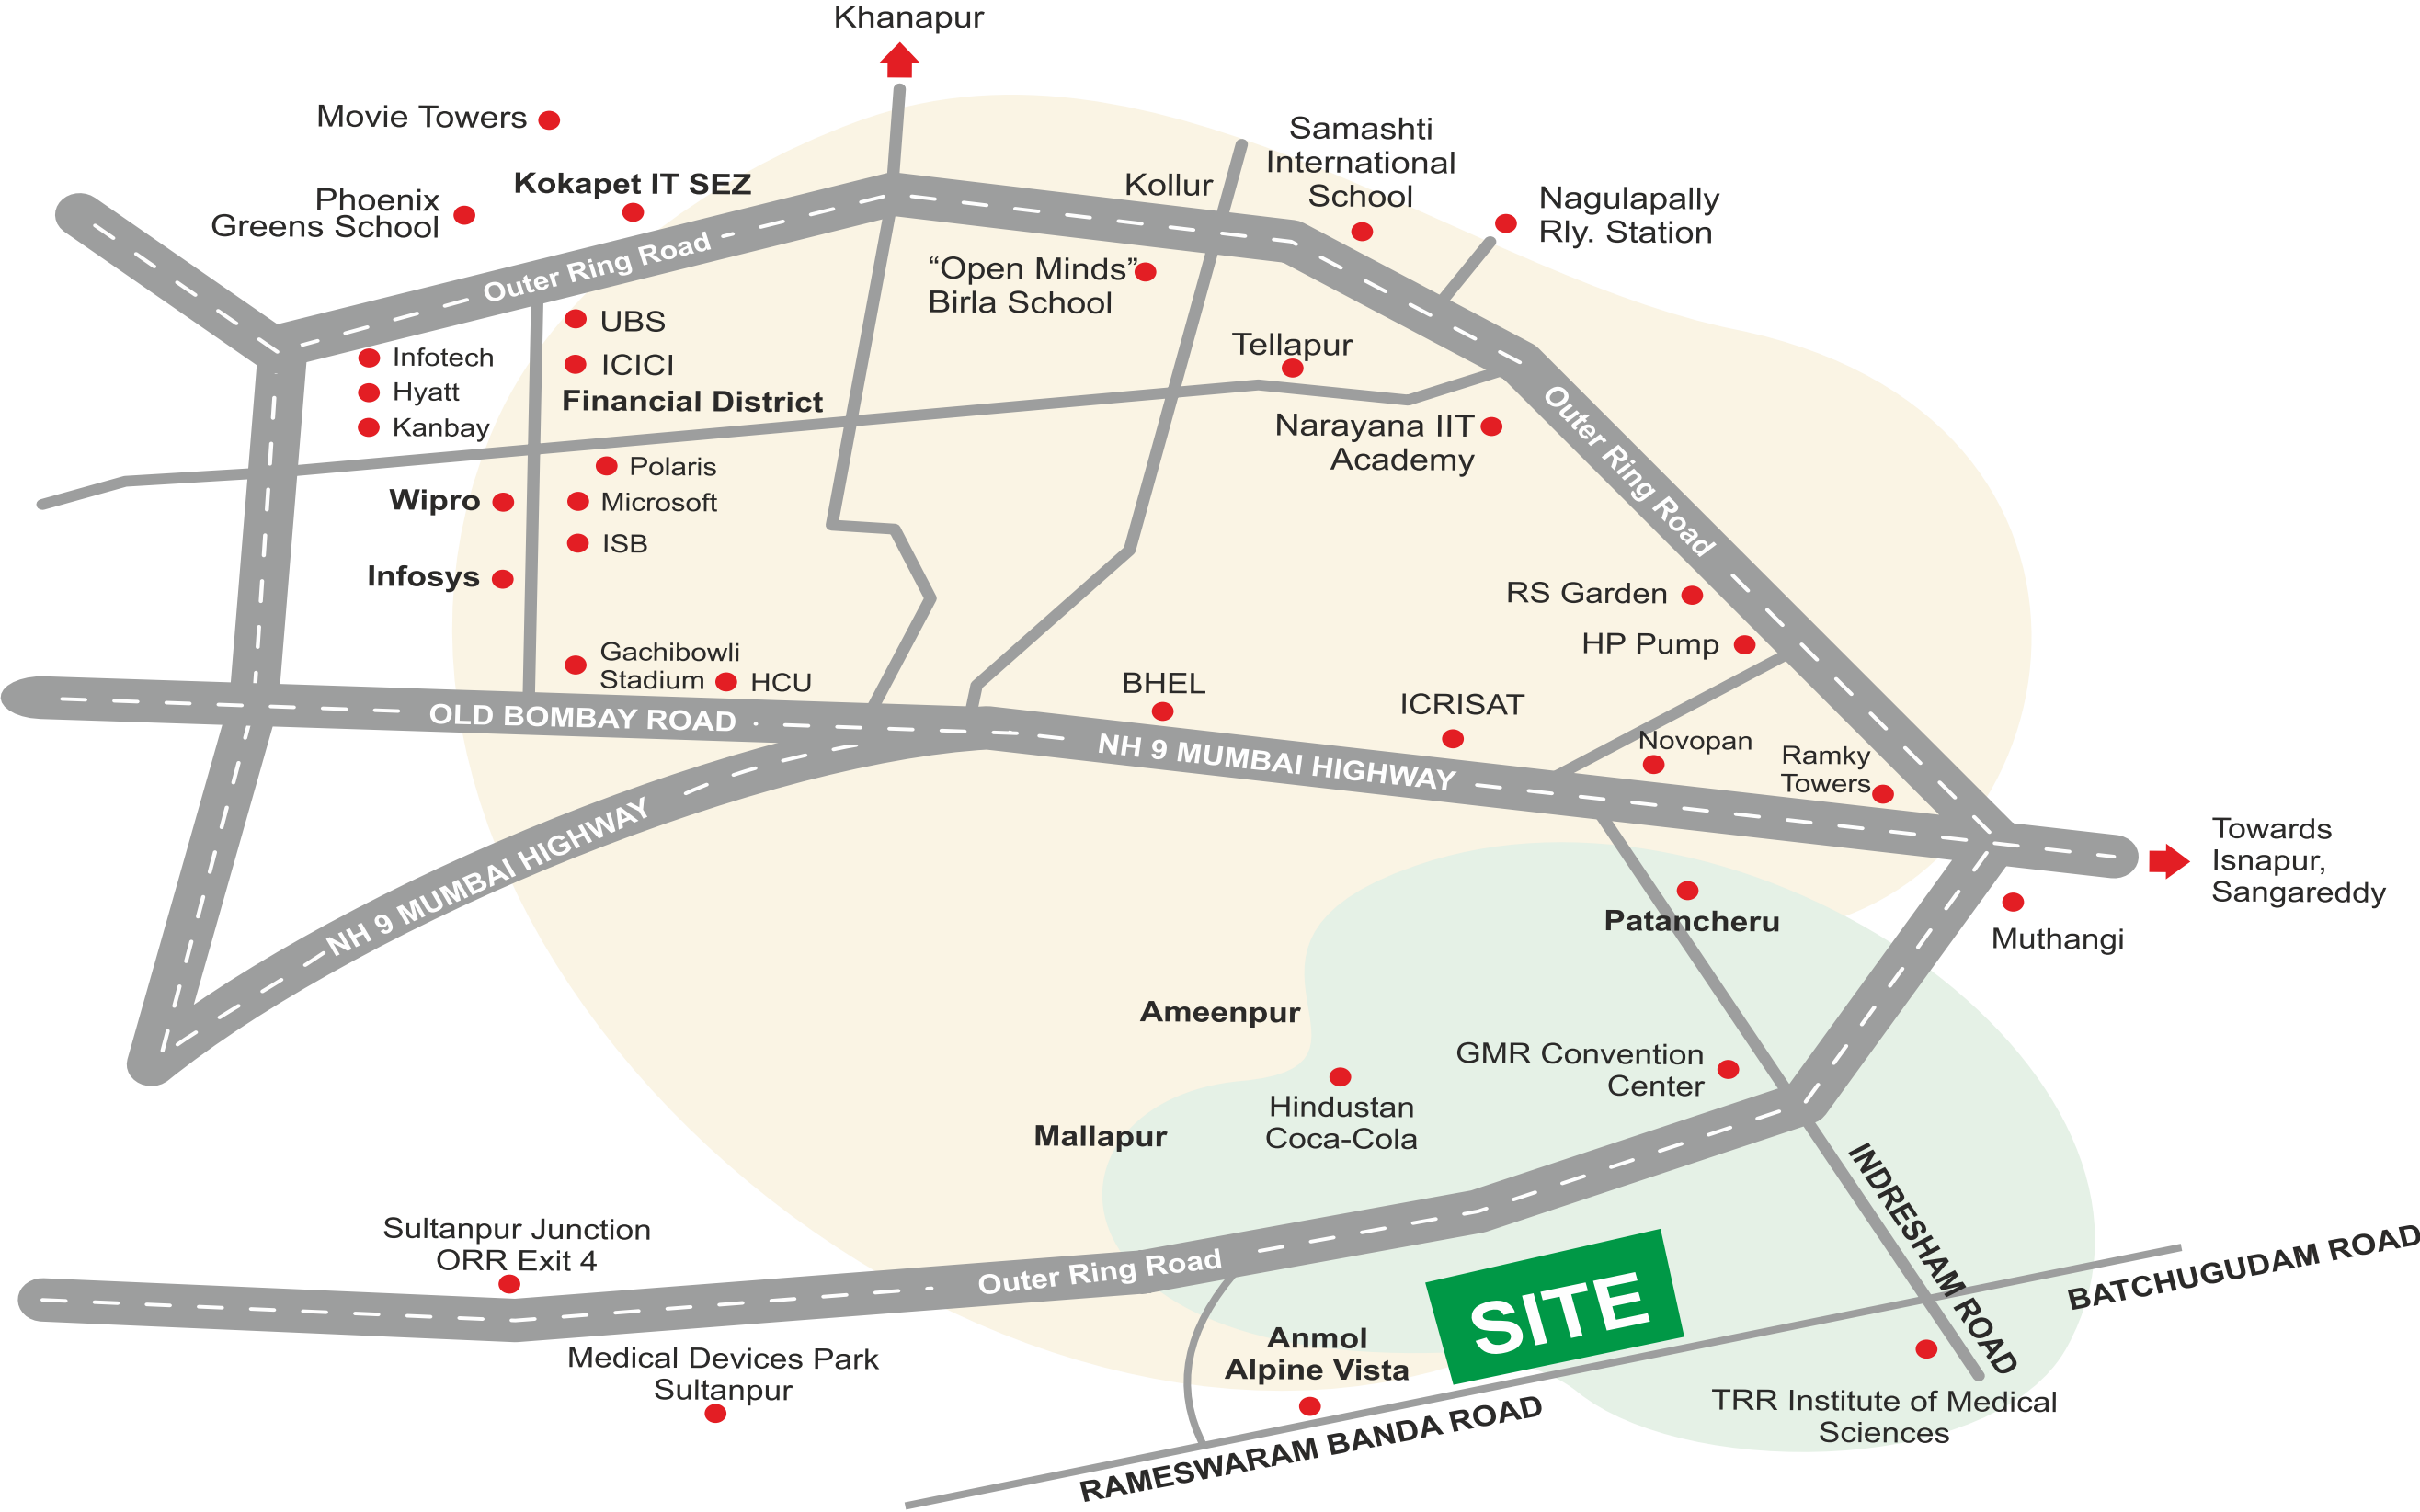 Khanapur
Movie Towers
Samashti
International
School
Kokapet IT SEZ
Kollur
Phoenix
Greens School
Nagulapally
Rly. Station
Outer Ring Road
“Open Minds”
Birla School
UBS
Infotech
ICICI
Tellapur
Hyatt
Financial District
Kanbay
Narayana IIT
Academy
Outer Ring Road
Polaris
Wipro
Microsoft
ISB
Infosys
RS Garden
HP Pump
Gachibowli
Stadium
HCU
BHEL
ICRISAT
OLD BOMBAY ROAD
NH 9 MUMBAI HIGHWAY
Novopan
Ramky
Towers
NH 9 MUMBAI HIGHWAY
Towards
Isnapur,
Sangareddy
Patancheru
Muthangi
Ameenpur
GMR Convention
Center
Hindustan
Coca-Cola
Mallapur
INDRESHAM ROAD
Sultanpur Junction
ORR Exit 4
Outer Ring Road
BATCHUGUDAM ROAD
SITE
Anmol
Alpine Vista
Medical Devices Park
Sultanpur
TRR Institute of Medical
Sciences
RAMESWARAM BANDA ROAD